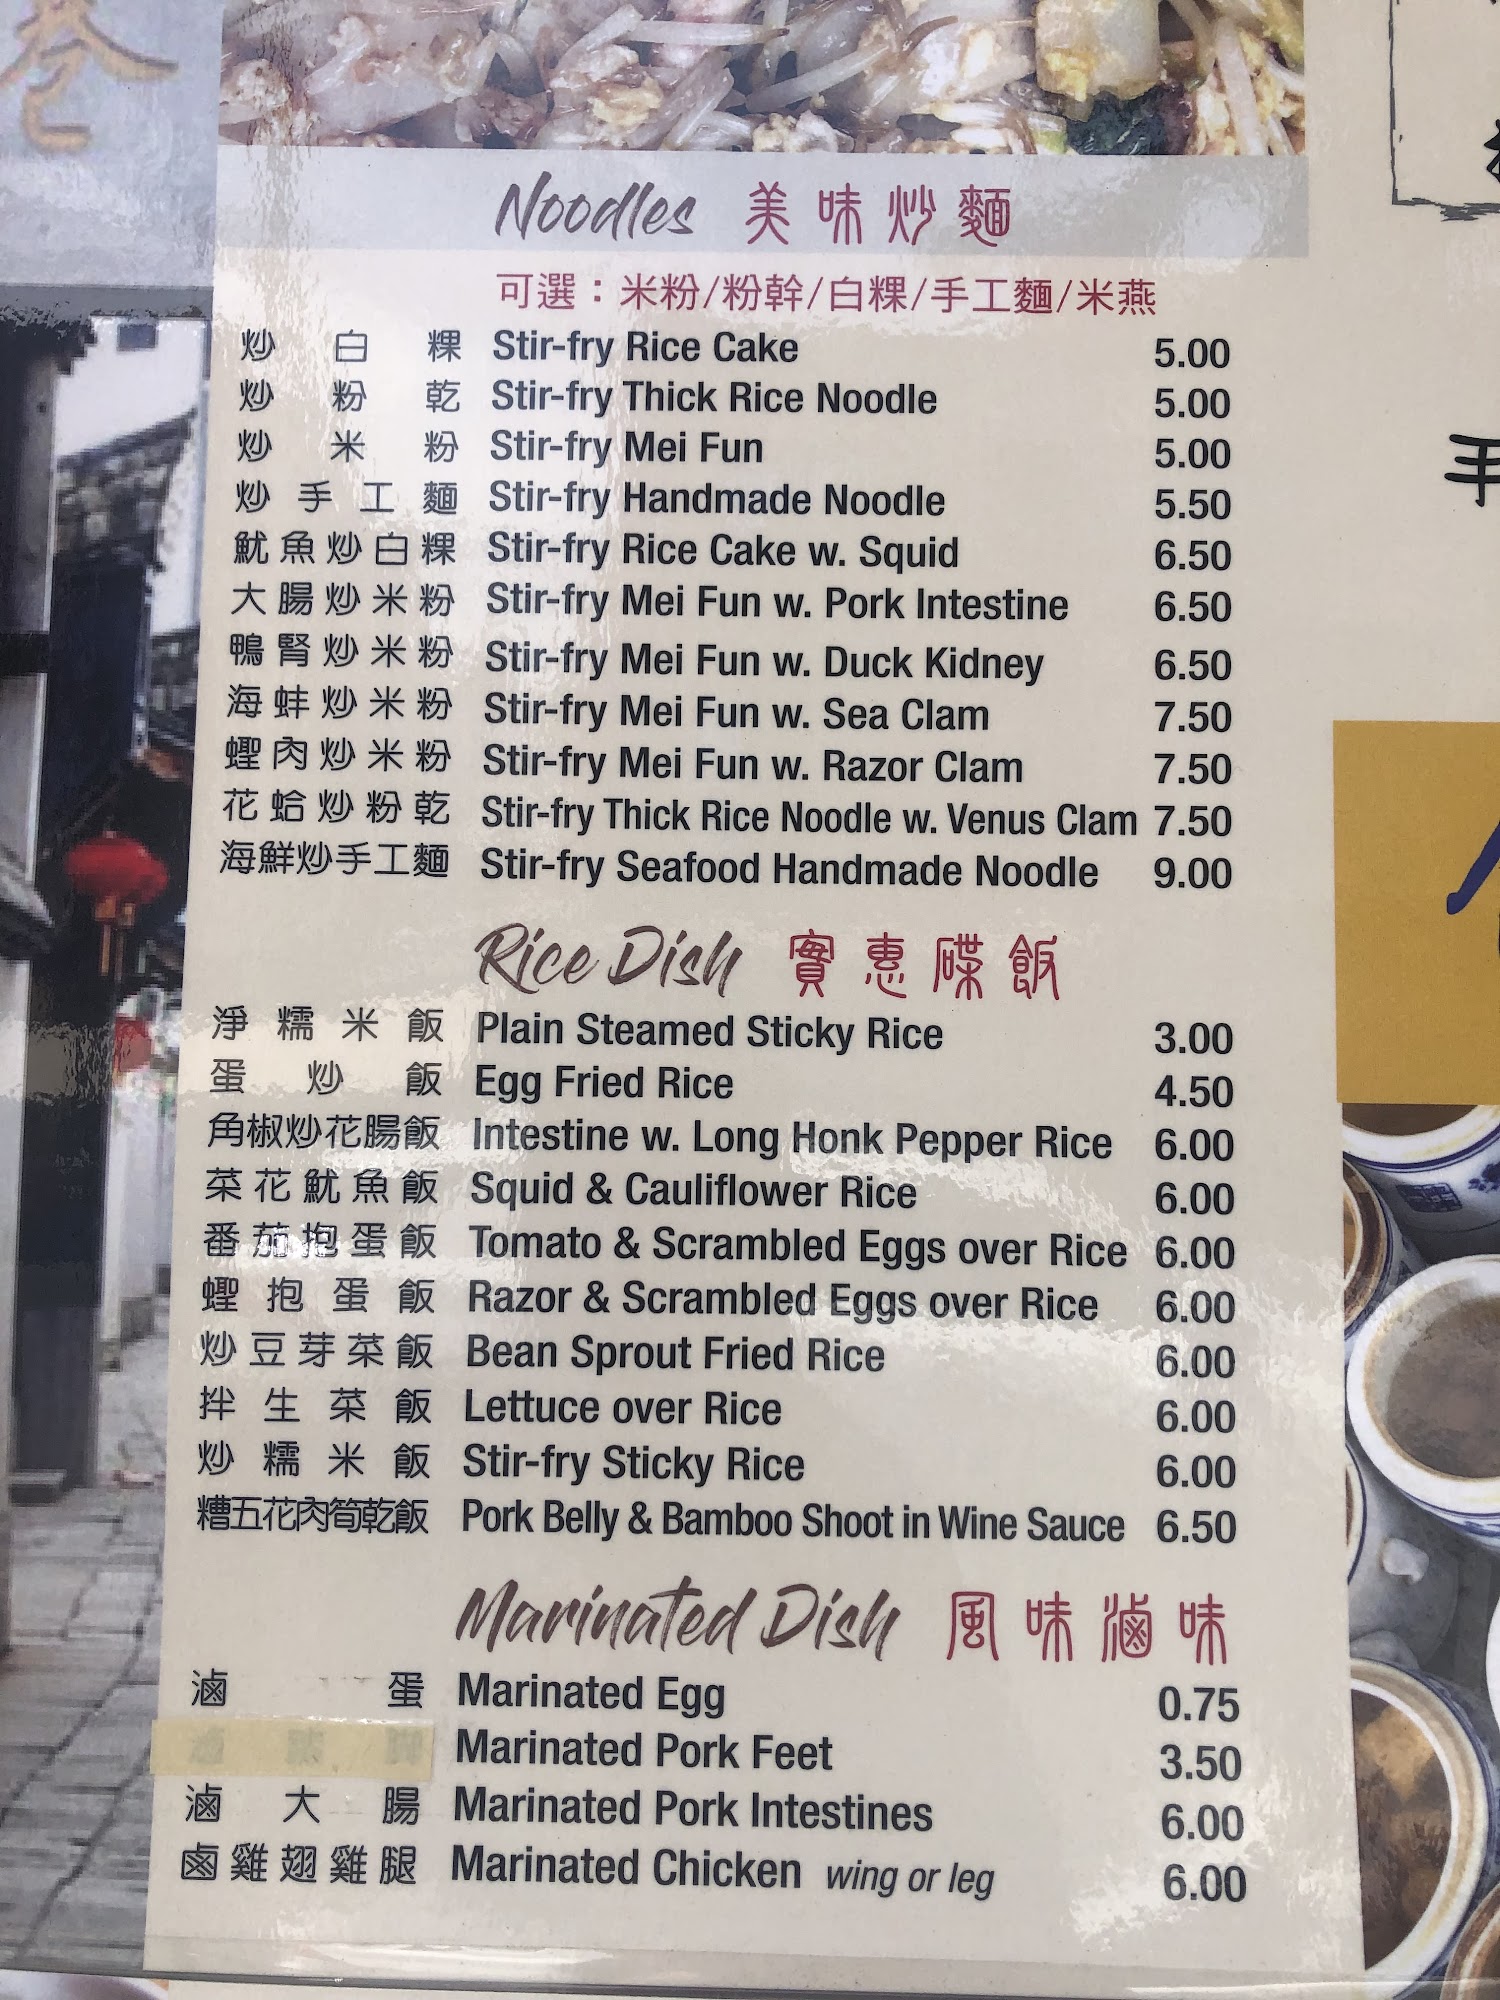 Noodles 美味炒麵
可選：米粉/粉幹/白粿/手工麵/米燕
炒白粿 Stir-fry Rice Cake 5.00
炒粉乾 Stir-fry Thick Rice Noodle 5.00
炒米粉 Stir-fry Mei Fun 5.00
炒手工麵 Stir-fry Handmade Noodle 5.50
魷魚炒白粿 Stir-fry Rice Cake w. Squid 6.50
大腸炒米粉 Stir-fry Mei Fun w. Pork Intestine 6.50
鴨腎炒米粉 Stir-fry Mei Fun w. Duck Kidney 6.50
海蚌炒米粉 Stir-fry Mei Fun w. Sea Clam 7.50
蟶肉炒米粉 Stir-fry Mei Fun w. Razor Clam 7.50
花蛤炒粉乾 Stir-fry Thick Rice Noodle w. Venus Clam 7.50
海鮮炒手工麵 Stir-fry Seafood Handmade Noodle 9.00
Rice Dish 實惠碟飯
淨糯米飯 Plain Steamed Sticky Rice 3.00
蛋炒飯 Egg Fried Rice 4.50
角椒炒花腸飯 Intestine w. Long Honk Pepper Rice 6.00
菜花魷魚飯 Squid & Cauliflower Rice 6.00
番茄抱蛋飯 Tomato & Scrambled Eggs over Rice 6.00
蟶抱蛋飯 Razor & Scrambled Eggs over Rice 6.00
炒豆芽菜飯 Bean Sprout Fried Rice 6.00
拌生菜飯 Lettuce over Rice 6.00
炒糯米飯 Stir-fry Sticky Rice 6.00
糟五花肉筍乾飯 Pork Belly & Bamboo Shoot in Wine Sauce 6.50
Marinated Dish 風味滷味
滷蛋 Marinated Egg 0.75
Marinated Pork Feet 3.50
滷大腸 Marinated Pork Intestines 6.00
鹵雞翅雞腿 Marinated Chicken wing or leg 6.00
手